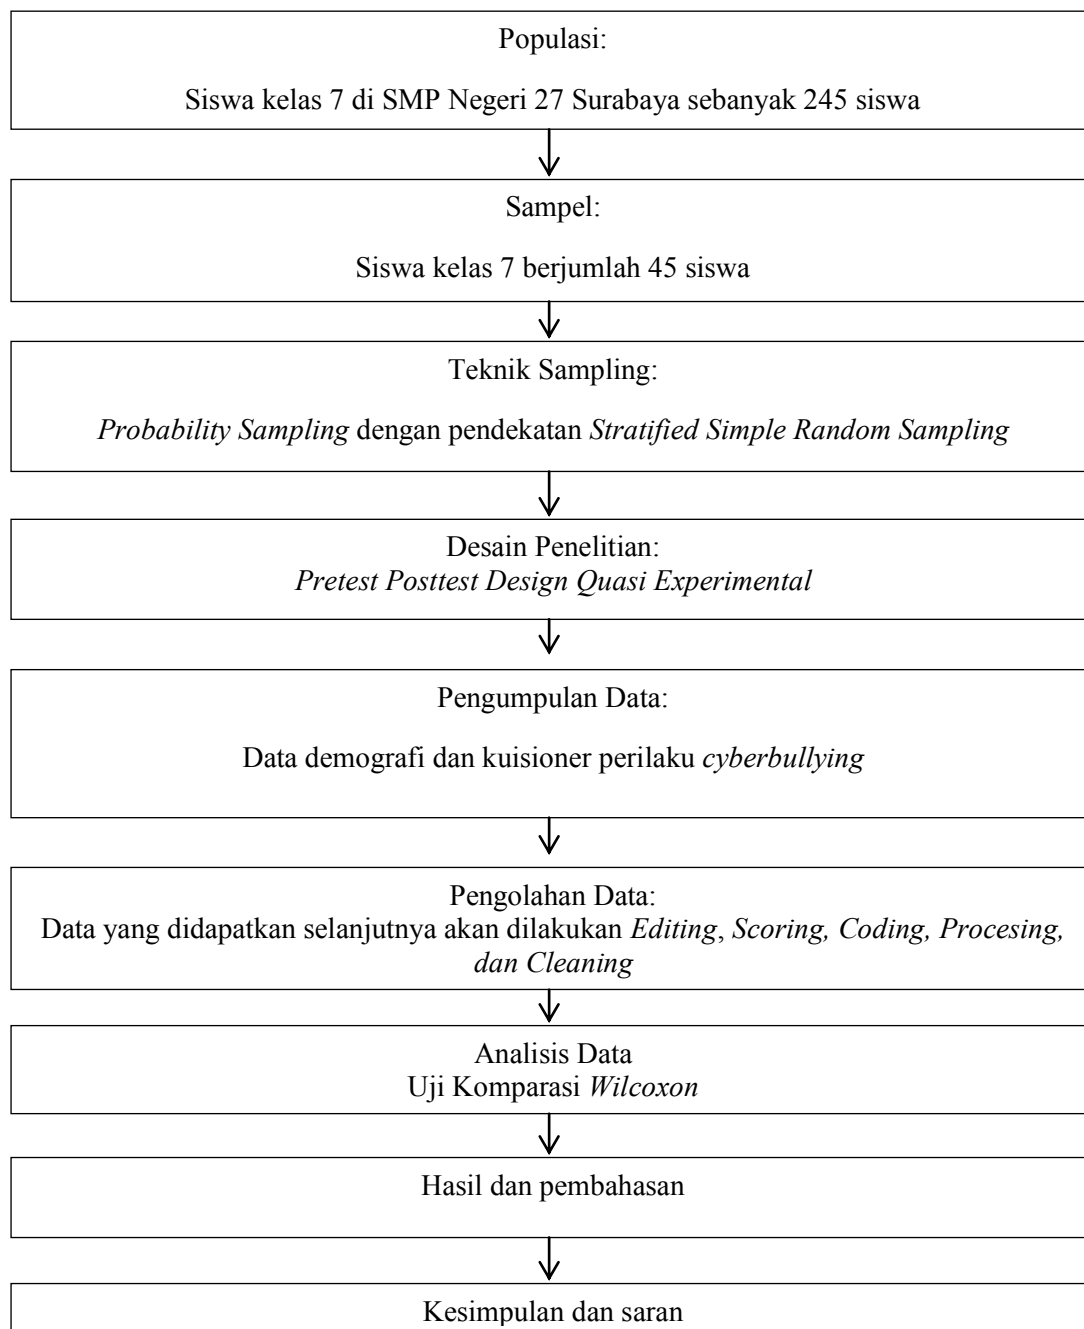 Populasi:
Siswa kelas 7 di SMP Negeri 27 Surabaya sebanyak 245 siswa
Sampel:
Siswa kelas 7 berjumlah 45 siswa
Teknik Sampling:
Probability Sampling dengan pendekatan Stratified Simple Random Sampling
Desain Penelitian:
Pretest Posttest Design Quasi Experimental
Pengumpulan Data:
Data demografi dan kuisioner perilaku cyberbullying
Pengolahan Data:
Data yang didapatkan selanjutnya akan dilakukan Editing, Scoring, Coding, Procesing,
dan Cleaning
Analisis Data
Uji Komparasi Wilcoxon
Hasil dan pembahasan
Kesimpulan dan saran